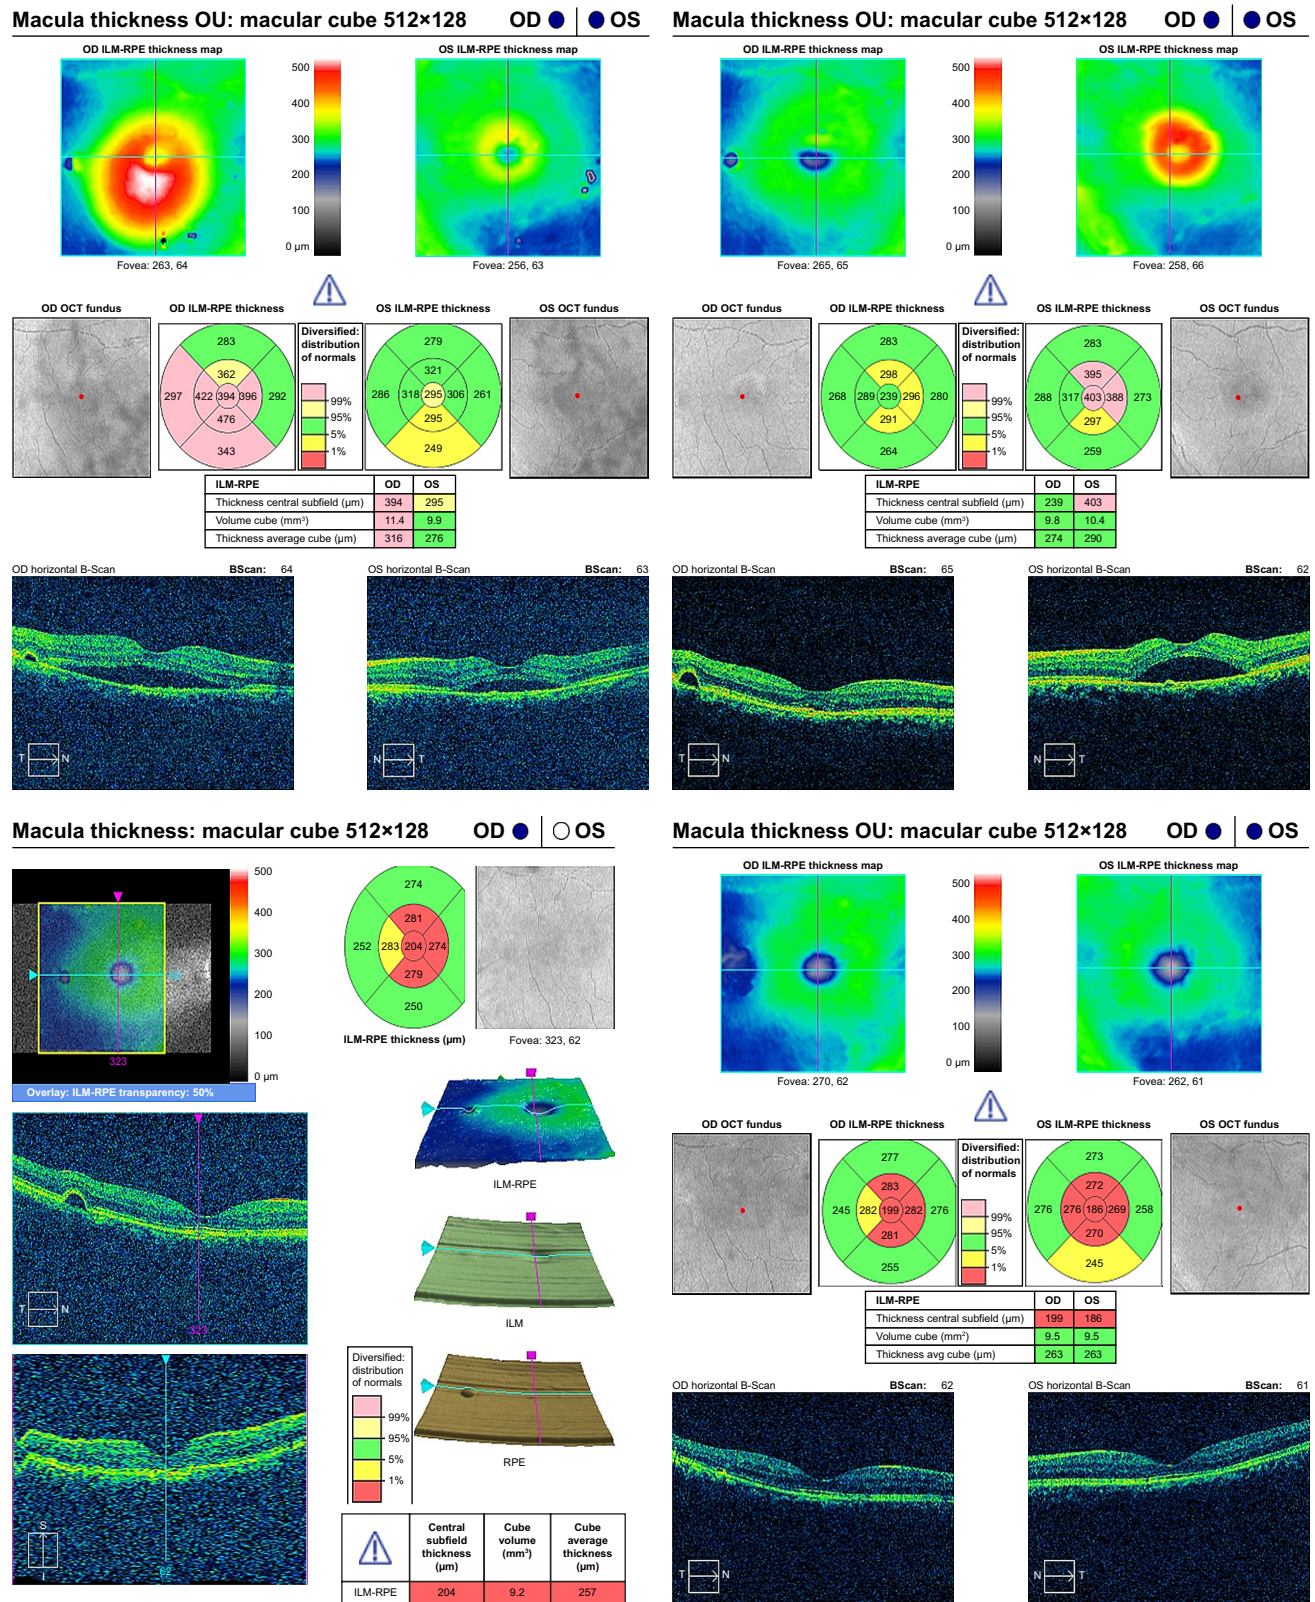 Macula thickness OU: macular cube 512×128 OD OS
OD ILM-RPE thickness map OS ILM-RPE thickness map
500
400
300
200
100
0 µm
Fovea: 263, 64 Fovea: 256, 63
OD OCT fundus OD ILM-RPE thickness OS ILM-RPE thickness OS OCT fundus
Diversified:
distribution
of normals
99%
95%
5%
1%
283
362
297 422 394 396 292
476
343
279
321
286 318 295 306 261
295
249
ILM-RPE OD OS
Thickness central subfield (µm) 394 295
Volume cube (mm³) 11.4 9.9
Thickness average cube (µm) 316 276
OD horizontal B-Scan BScan: 64
OS horizontal B-Scan BScan: 63
T N
N T
Macula thickness OU: macular cube 512×128 OD OS
OD ILM-RPE thickness map OS ILM-RPE thickness map
500
400
300
200
100
0 µm
Fovea: 265, 65 Fovea: 258, 66
OD OCT fundus OD ILM-RPE thickness OS ILM-RPE thickness OS OCT fundus
Diversified:
distribution
of normals
99%
95%
5%
1%
283
298
268 289 239 296 280
291
264
283
395
288 317 403 388 273
297
259
ILM-RPE OD OS
Thickness central subfield (µm) 239 403
Volume cube (mm³) 9.8 10.4
Thickness average cube (µm) 274 290
OD horizontal B-Scan BScan: 65
OS horizontal B-Scan BScan: 62
T N
N T
Macula thickness: macular cube 512×128 OD OS
500
400
300
200
100
0 µm
323
Overlay: ILM-RPE transparency: 50%
274
281
252 283 204 274
279
250
ILM-RPE thickness (µm)
Fovea: 323, 62
ILM-RPE
ILM
RPE
T N
323
S
I
62
Diversified:
distribution
of normals
99%
95%
5%
1%
Central subfield thickness (µm) Cube volume (mm³) Cube average thickness (µm)
ILM-RPE 204 9.2 257
Macula thickness OU: macular cube 512×128 OD OS
OD ILM-RPE thickness map OS ILM-RPE thickness map
500
400
300
200
100
0 µm
Fovea: 270, 62 Fovea: 262, 61
OD OCT fundus OD ILM-RPE thickness OS ILM-RPE thickness OS OCT fundus
Diversified:
distribution
of normals
99%
95%
5%
1%
277
283
245 282 199 282 276
281
255
273
272
276 276 186 269 258
270
245
ILM-RPE OD OS
Thickness central subfield (µm) 199 186
Volume cube (mm²) 9.5 9.5
Thickness avg cube (µm) 263 263
OD horizontal B-Scan BScan: 62
OS horizontal B-Scan BScan: 61
T N
N T